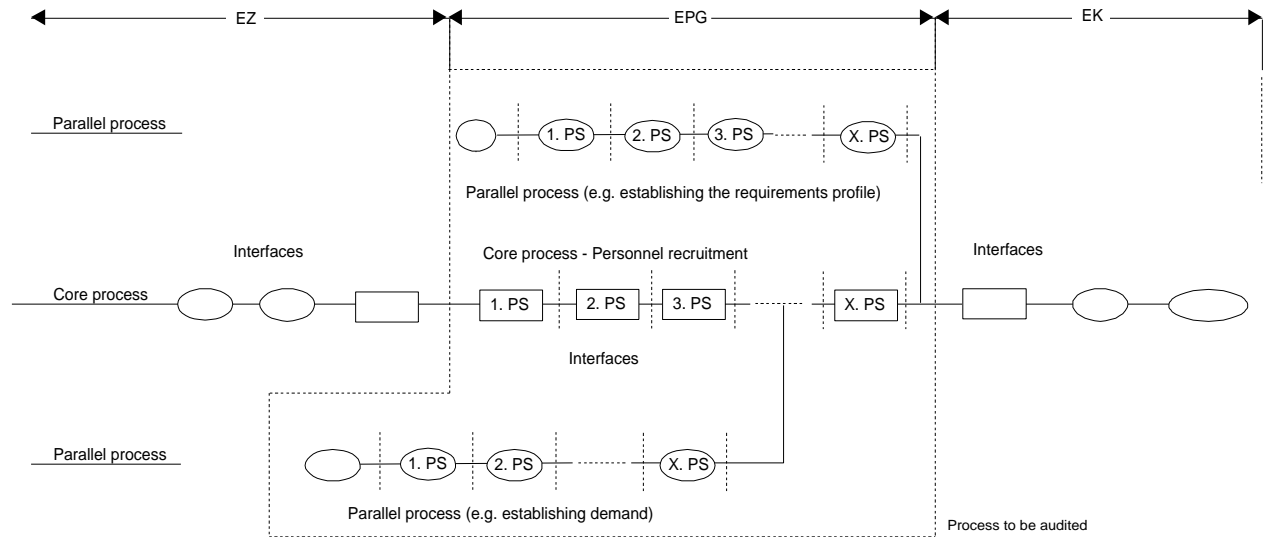 EZ
EPG
EK
Parallel process
1. PS
2. PS
3. PS
X. PS
Parallel process (e.g. establishing the requirements profile)
Interfaces
Core process - Personnel recruitment
Interfaces
Core process
1. PS
2. PS
3. PS
X. PS
Interfaces
Parallel process
1. PS
2. PS
X. PS
Parallel process (e.g. establishing demand)
Process to be audited